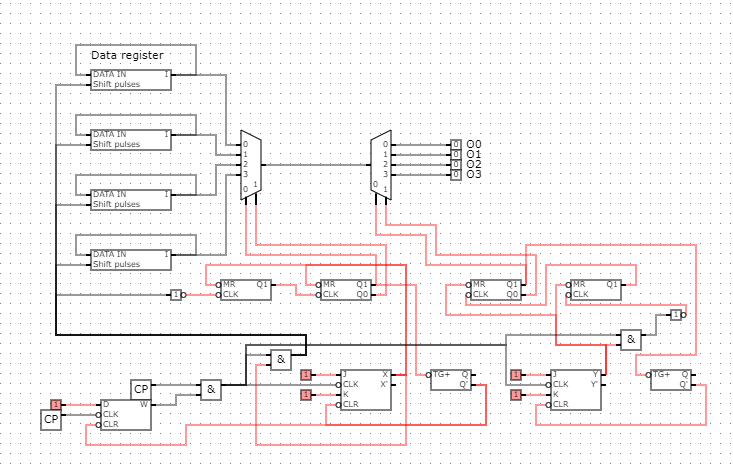 Data register
DATA IN I
Shift pulses
DATA IN I
Shift pulses
DATA IN I
Shift pulses
DATA IN I
Shift pulses
0
1
2
3
0 1
0
1
2
3
0 1
0 O0
0 O1
0 O2
0 O3
MR Q1
CLK
MR Q1
CLK Q0
MR Q1
CLK Q0
MR Q1
CLK
1
1
&
&
1 J X
CLK X'
1 K
CLR
TG+ Q
Q'
1 J Y
CLK Y'
1 K
CLR
TG+ Q
Q'
CP
&
1 D W
CP CLK
CLR